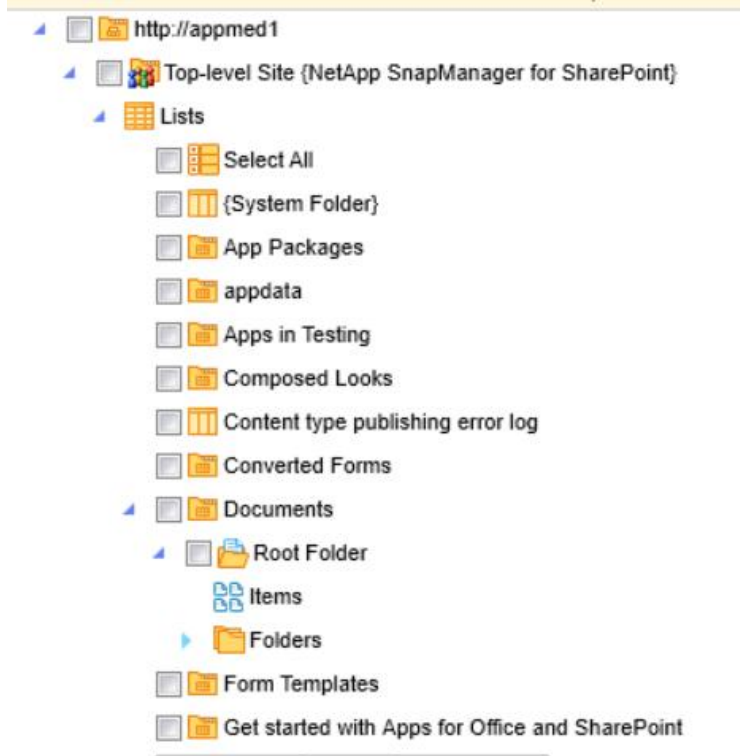 http://appmed1
Top-level Site {NetApp SnapManager for SharePoint}
Lists
Select All
{System Folder}
App Packages
appdata
Apps in Testing
Composed Looks
Content type publishing error log
Converted Forms
Documents
Root Folder
Items
Folders
Form Templates
Get started with Apps for Office and SharePoint